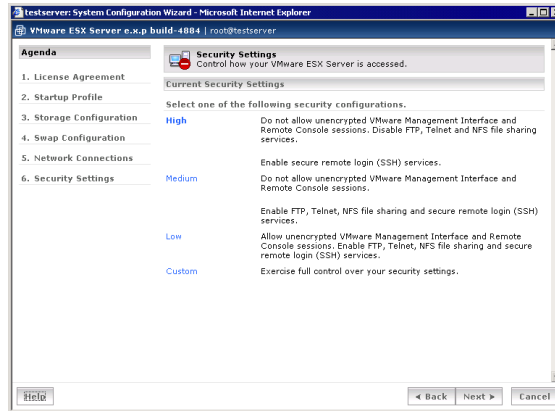 testserver: System Configuration Wizard - Microsoft Internet Explorer
VMware ESX Server e.x.p build-4884 | root@testserver
Agenda
1. License Agreement
2. Startup Profile
3. Storage Configuration
4. Swap Configuration
5. Network Connections
6. Security Settings
Security Settings
Control how your VMware ESX Server is accessed.
Current Security Settings
Select one of the following security configurations.
High
Do not allow unencrypted VMware Management Interface and
Remote Console sessions. Disable FTP, Telnet and NFS file sharing
services.
Enable secure remote login (SSH) services.
Medium
Do not allow unencrypted VMware Management Interface and
Remote Console sessions.
Enable FTP, Telnet, NFS file sharing and secure remote login (SSH)
services.
Low
Allow unencrypted VMware Management Interface and Remote
Console sessions. Enable FTP, Telnet, NFS file sharing and secure
remote login (SSH) services.
Custom
Exercise full control over your security settings.
Help
Back
Next
Cancel